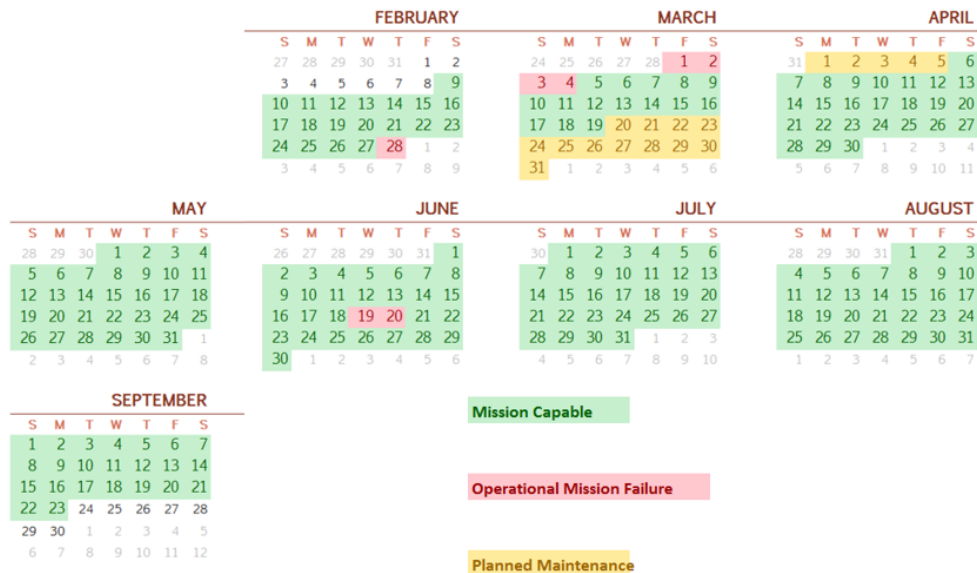 FEBRUARY MARCH APRIL
S M T W T F S S M T W T F S S M T W T F S
27 28 29 30 31 1 2 24 25 26 27 28 1 2 31 1 2 3 4 5 6
3 4 5 6 7 8 9 3 4 5 6 7 8 9 7 8 9 10 11 12 13
10 11 12 13 14 15 16 10 11 12 13 14 15 16 14 15 16 17 18 19 20
17 18 19 20 21 22 23 17 18 19 20 21 22 23 21 22 23 24 25 26 27
24 25 26 27 28 1 2 24 25 26 27 28 29 30 28 29 30 1 2 3 4
3 4 5 6 7 8 9 31 1 2 3 4 5 6 5 6 7 8 9 10 11
MAY JUNE JULY AUGUST
S M T W T F S S M T W T F S S M T W T F S S M T W T F S
28 29 30 1 2 3 4 26 27 28 29 30 31 1 30 1 2 3 4 5 6 28 29 30 31 1 2 3
5 6 7 8 9 10 11 2 3 4 5 6 7 8 7 8 9 10 11 12 13 4 5 6 7 8 9 10
12 13 14 15 16 17 18 9 10 11 12 13 14 15 14 15 16 17 18 19 20 11 12 13 14 15 16 17
19 20 21 22 23 24 25 16 17 18 19 20 21 22 21 22 23 24 25 26 27 18 19 20 21 22 23 24
26 27 28 29 30 31 1 23 24 25 26 27 28 29 28 29 30 31 1 2 3 25 26 27 28 29 30 31
2 3 4 5 6 7 8 30 1 2 3 4 5 6 4 5 6 7 8 9 10 1 2 3 4 5 6 7
SEPTEMBER
S M T W T F S
1 2 3 4 5 6 7
8 9 10 11 12 13 14
15 16 17 18 19 20 21
22 23 24 25 26 27 28
29 30 1 2 3 4 5
6 7 8 9 10 11 12
Mission Capable
Operational Mission Failure
Planned Maintenance